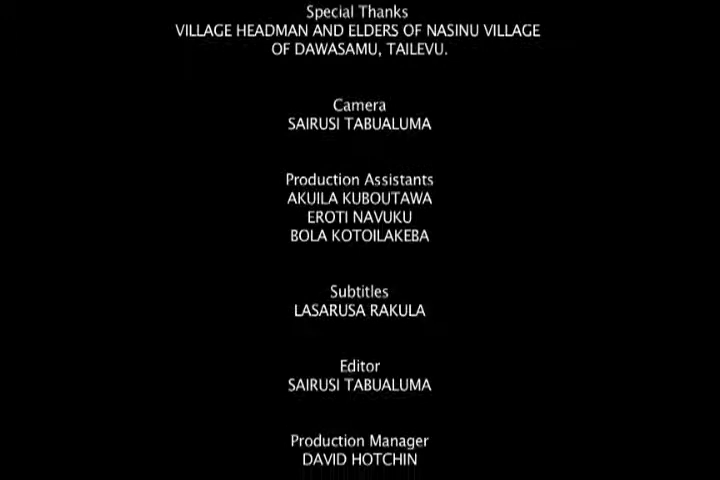 Special Thanks
VILLAGE HEADMAN AND ELDERS OF NASINU VILLAGE
OF DAWASAMU, TAILEVU.
Camera
SAIRUSI TABUALUMA
Production Assistants
AKUILA KUBOUTAWA
EROTI NAVUKU
BOLA KOTOILAKEBA
Subtitles
LASARUSA RAKULA
Editor
SAIRUSI TABUALUMA
Production Manager
DAVID HOTCHIN